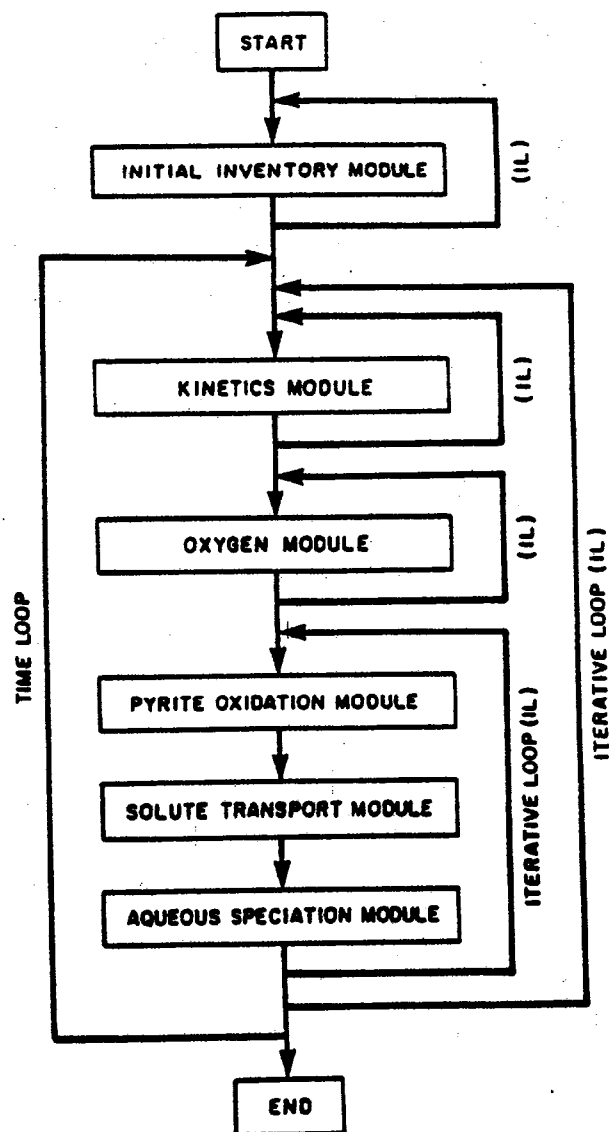 START
(IL)
INITIAL INVENTORY MODULE
KINETICS MODULE
(IL)
OXYGEN MODULE
(IL)
TIME LOOP
ITERATIVE LOOP (IL)
PYRITE OXIDATION MODULE
ITERATIVE LOOP (IL)
SOLUTE TRANSPORT MODULE
AQUEOUS SPECIATION MODULE
END